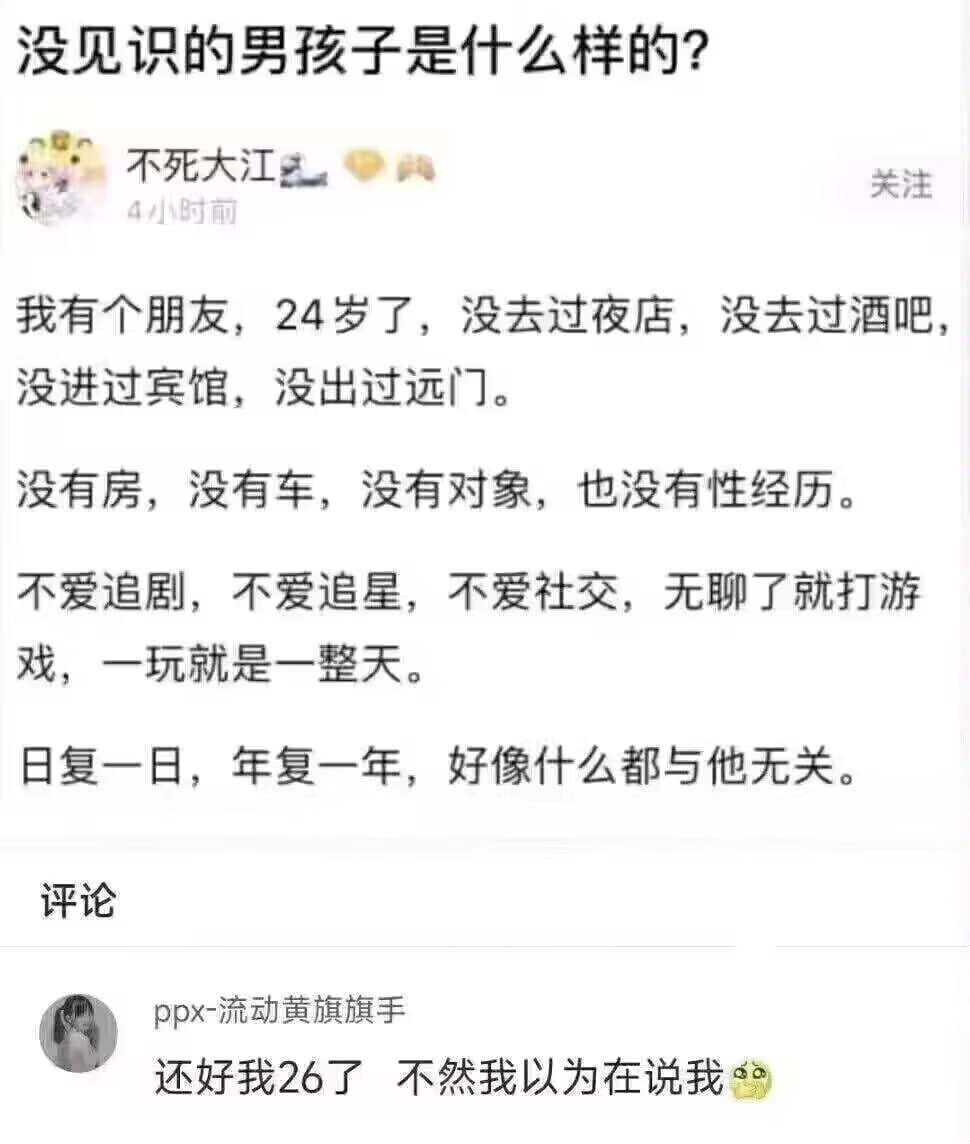 没见识的男孩子是什么样的?
不死大江
4小时前
关注
我有个朋友，24岁了，没去过夜店，没去过酒吧，
没进过宾馆，没出过远门。
没有房，没有车，没有对象，也没有性经历。
不爱追剧，不爱追星，不爱社交，无聊了就打游
戏，一玩就是一整天。
日复一日，年复一年，好像什么都与他无关。
评论
ppx-流动黄旗旗手
还好我26了 不然我以为在说我